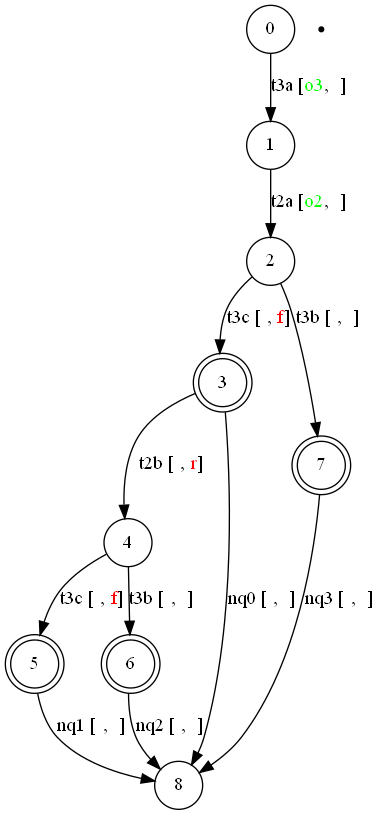 0
t3a [o3, ]
1
t2a [o2, ]
2
t3c [ , f] t3b [ , ]
3
7
t2b [ , r]
4
t3c [ , f] t3b [ , ]
nq0 [ , ] nq3 [ , ]
5
6
nq1 [ , ] nq2 [ , ]
8